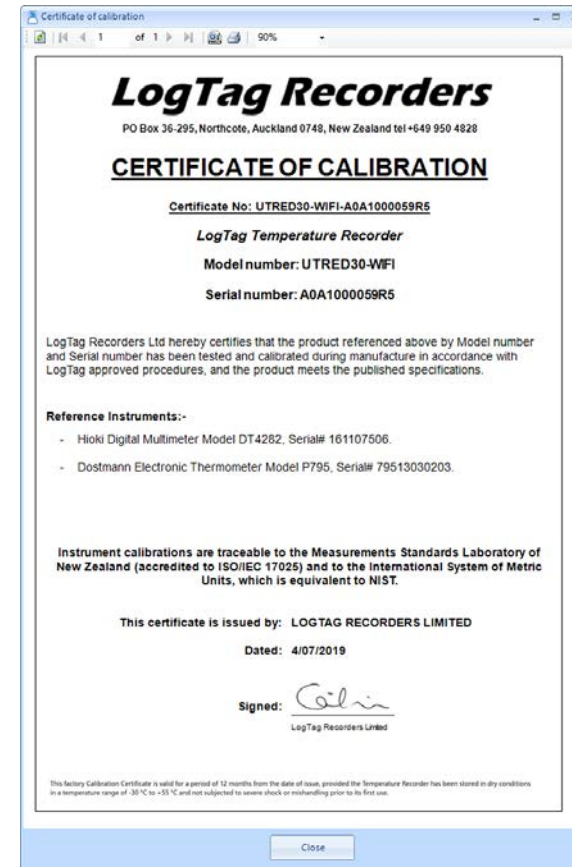 Certificate of calibration
1 of 1 90%
LogTag Recorders
PO Box 36-295, Northcote, Auckland 0748, New Zealand tel +649 950 4828
CERTIFICATE OF CALIBRATION
Certificate No: UTRED30-WIFI-A0A1000059R5
LogTag Temperature Recorder
Model number: UTRED30-WIFI
Serial number: A0A1000059R5
LogTag Recorders Ltd hereby certifies that the product referenced above by Model number
and Serial number has been tested and calibrated during manufacture in accordance with
LogTag approved procedures, and the product meets the published specifications.
Reference Instruments:-
- Hioki Digital Multimeter Model DT4282, Serial# 161107506.
- Dostmann Electronic Thermometer Model P795, Serial# 79513030203.
Instrument calibrations are traceable to the Measurements Standards Laboratory of
New Zealand (accredited to ISO/IEC 17025) and to the International System of Metric
Units, which is equivalent to NIST.
This certificate is issued by: LOGTAG RECORDERS LIMITED
Dated: 4/07/2019
Signed:
LogTag Recorders Limited
This factory Calibration Certificate is valid for a period of 12 months from the date of issue, provided the Temperature Recorder has been stored in dry conditions
in a temperature range of -30 °C to +55 °C and not subjected to severe shock or mishandling prior to its first use.
Close